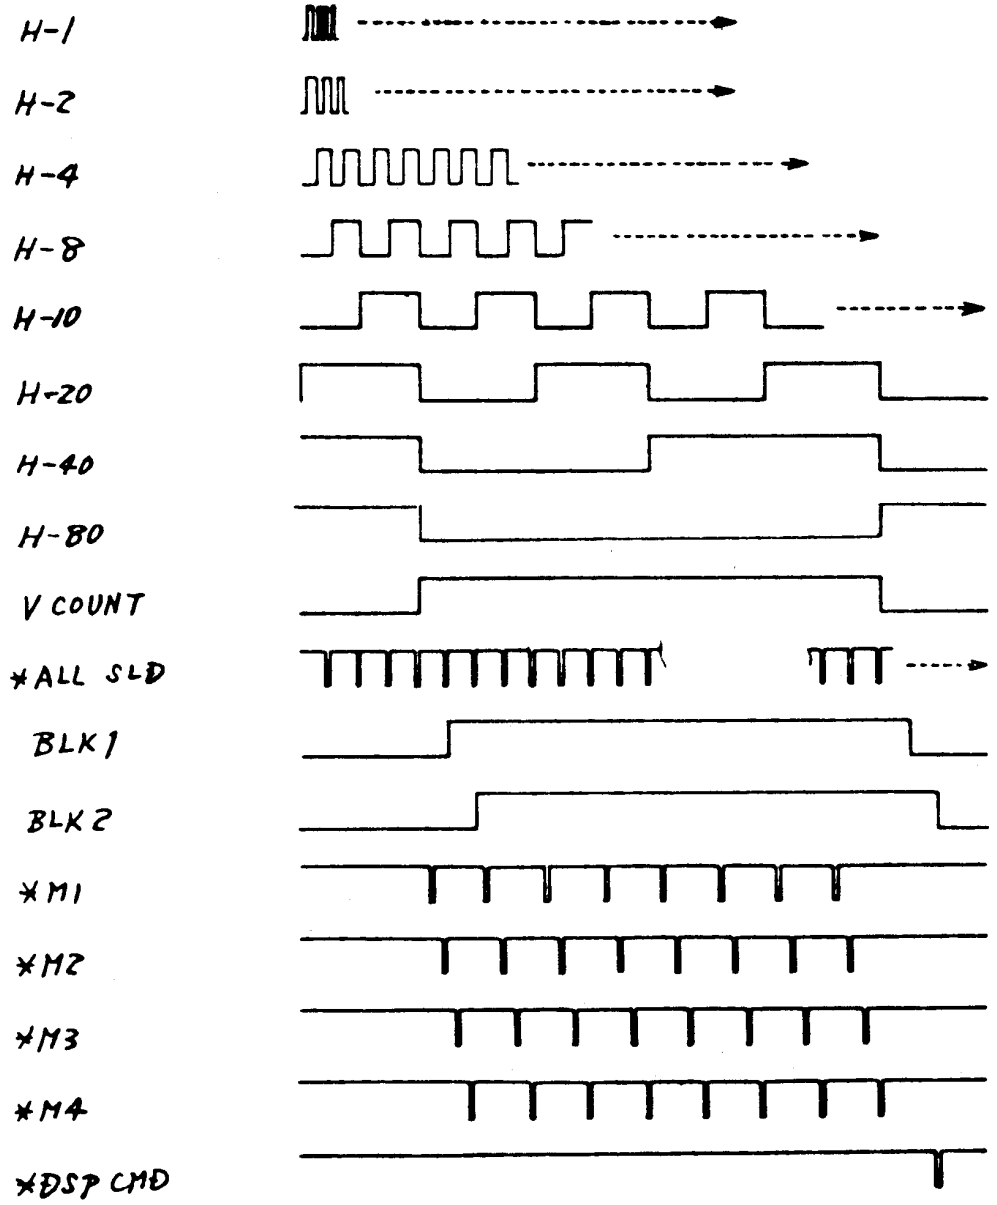 H-1
H-2
H-4
H-8
H-10
H-20
H-40
H-80
V COUNT
*ALL SLD
BLK1
BLK2
*M1
*M2
*M3
*M4
*DSP CMD